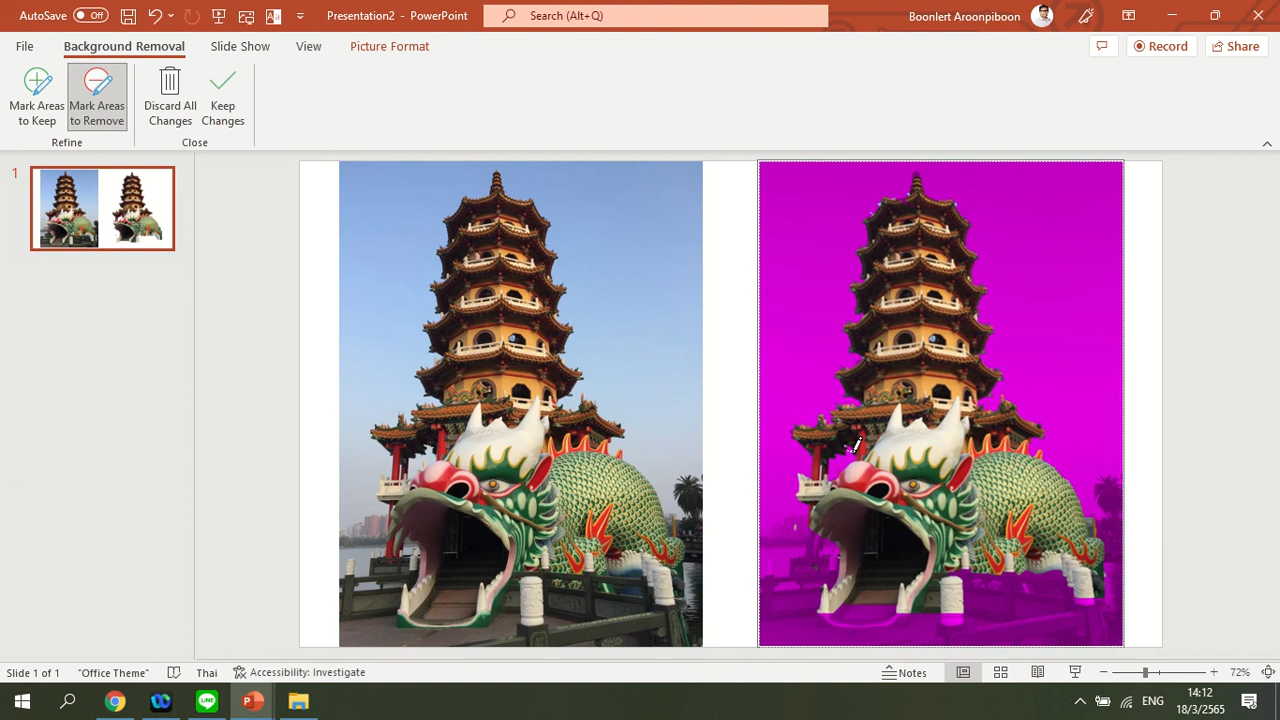 AutoSave Off Presentation2 - PowerPoint Search (Alt+Q) Boonlert Aroonpiboon
File Background Removal Slide Show View Picture Format Record Share
Mark Areas to Keep
Mark Areas to Remove
Discard All Changes
Keep Changes
Refine Close
1
Slide 1 of 1 "Office Theme" Thai Accessibility: Investigate Notes 72%
LINE ENG 14:12
18/3/2565